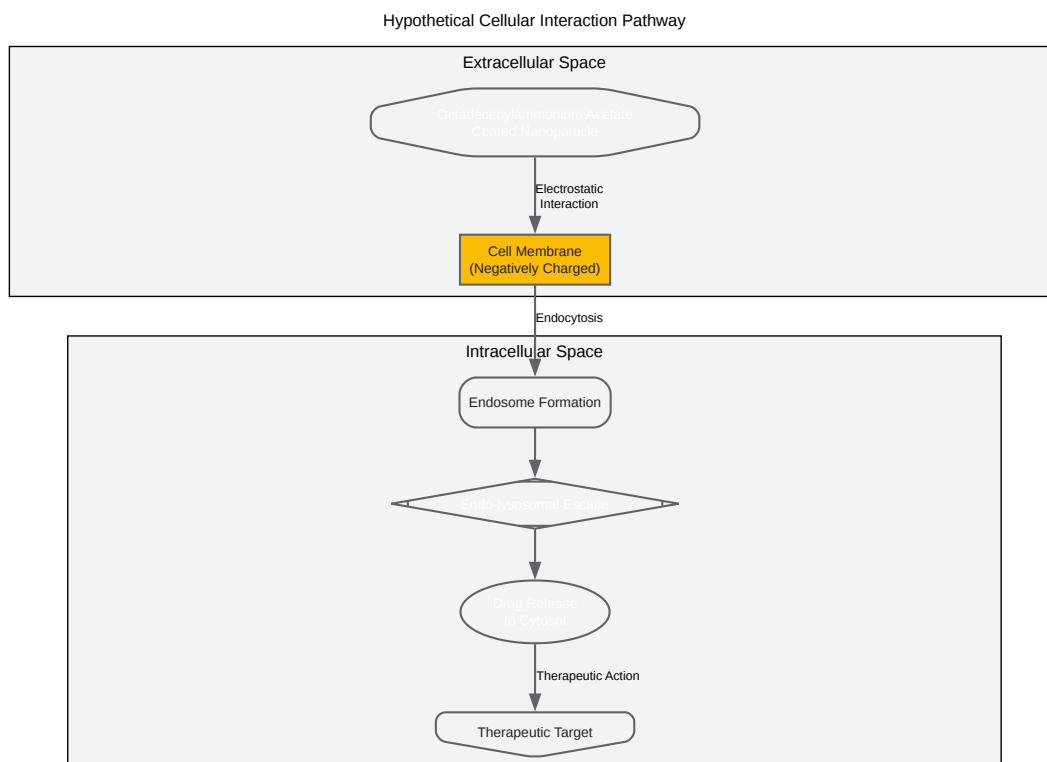 Hypothetical Cellular Interaction Pathway
Extracellular Space
Octadecenylammonium Acetate
Coated Nanoparticle
Electrostatic
Interaction
Cell Membrane
(Negatively Charged)
Endocytosis
Intracellular Space
Endosome Formation
Endo-lysosomal Escape
Drug Release
to Cytosol
Therapeutic Action
Therapeutic Target